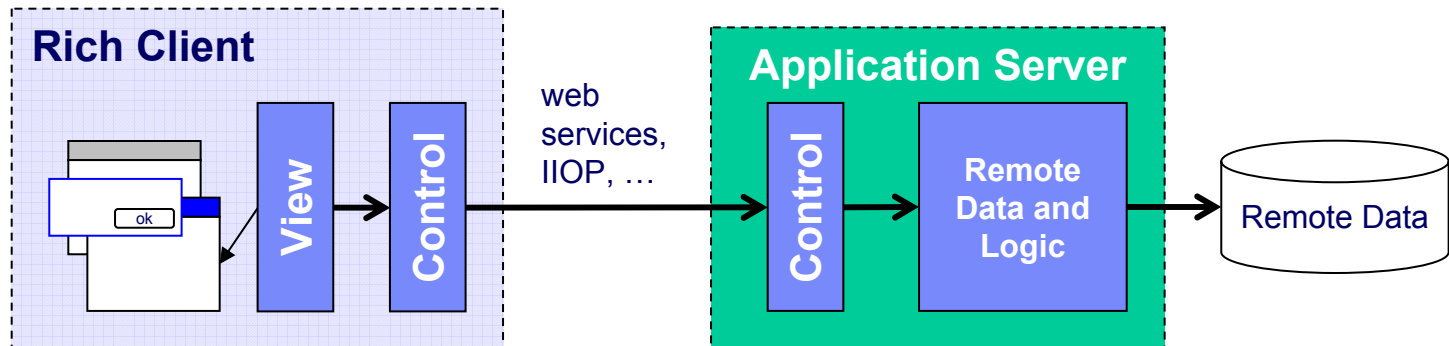 Rich Client
ok
View
Control
web
services,
IIOP, …
Application Server
Control
Remote
Data and
Logic
Remote Data